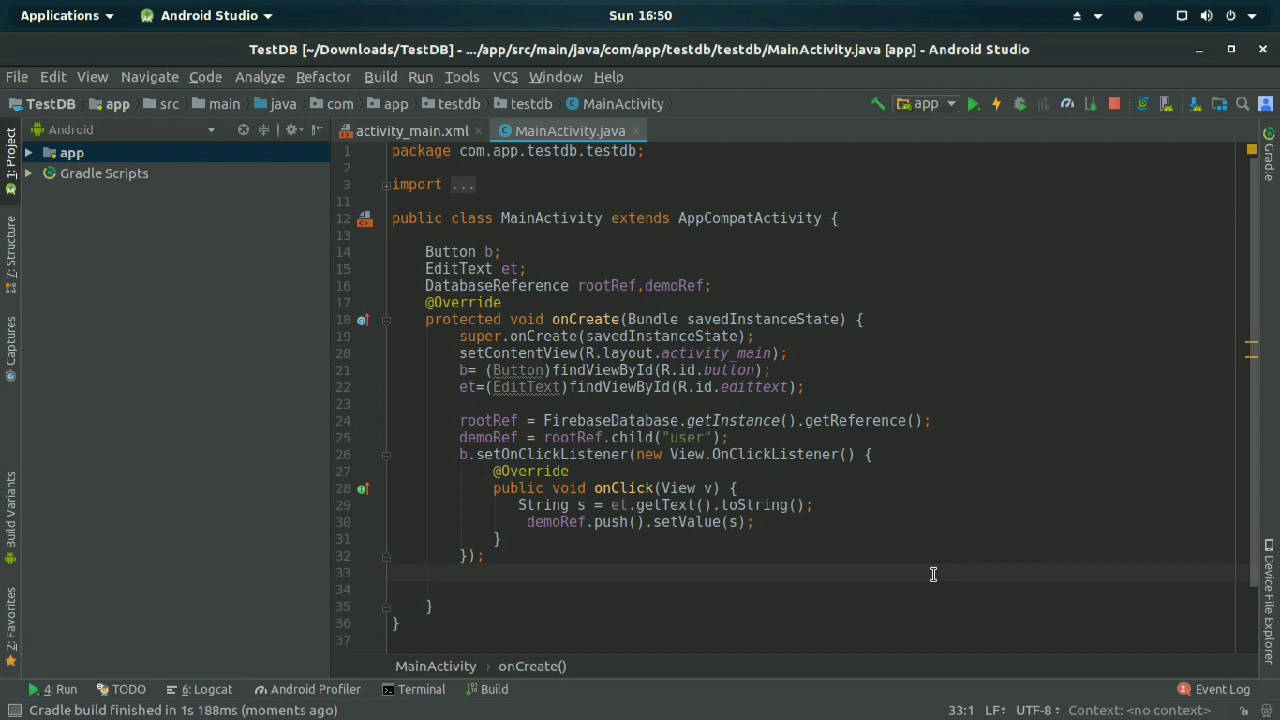 Applications Android Studio Sun 16:50
TestDB [~/Downloads/TestDB] - .../app/src/main/java/com/app/testdb/testdb/MainActivity.java [app] - Android Studio
File Edit View Navigate Code Analyze Refactor Build Run Tools VCS Window Help
TestDB app src main java com app testdb testdb MainActivity app
Android
activity_main.xml MainActivity.java
app
Gradle Scripts
1: Project
7: Structure
Captures
Build Variants
2: Favorites
1 package com.app.testdb.testdb;
2
3 import ...
11
12 public class MainActivity extends AppCompatActivity {
13
14 Button b;
15 EditText et;
16 DatabaseReference rootRef,demoRef;
17 @Override
18 protected void onCreate(Bundle savedInstanceState) {
19 super.onCreate(savedInstanceState);
20 setContentView(R.layout.activity_main);
21 b= (Button)findViewById(R.id.button);
22 et=(EditText)findViewById(R.id.edittext);
23
24 rootRef = FirebaseDatabase.getInstance().getReference();
25 demoRef = rootRef.child("user");
26 b.setOnClickListener(new View.OnClickListener() {
27 @Override
28 public void onClick(View v) {
29 String s = et.getText().toString();
30 demoRef.push().setValue(s);
31 }
32 });
33
34
35 }
36 }
37
Gradle
Device File Explorer
MainActivity › onCreate()
4: Run TODO 6: Logcat Android Profiler Terminal Build 2 Event Log
Gradle build finished in 1s 188ms (moments ago) 33:1 LF÷ UTF-8÷ Context: <no context>